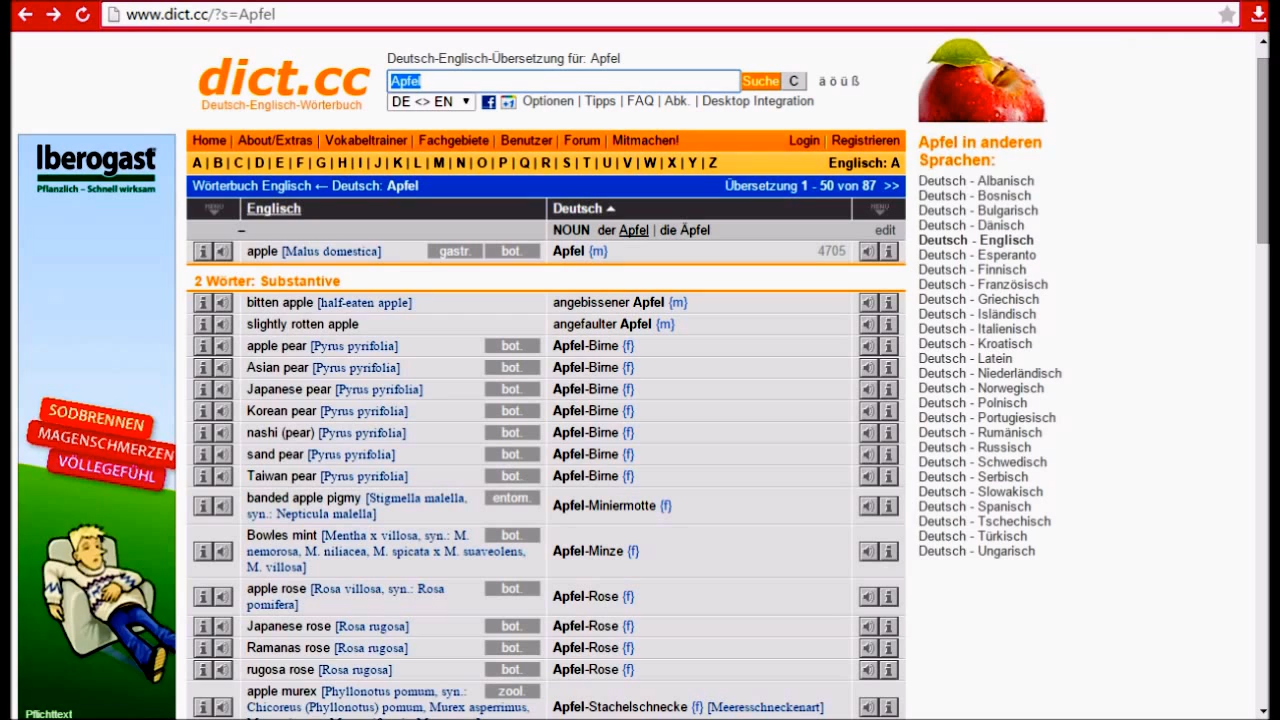 www.dict.cc/?s=Apfel
dict.cc
Deutsch-Englisch-Wörterbuch
Deutsch-Englisch-Übersetzung für: Apfel
Apfel Suche C ä ö ü ß
DE <> EN Optionen | Tipps | FAQ | Abk. | Desktop Integration
Iberogast
Pflanzlich – Schnell wirksam
SODBRENNEN
MAGENSCHMERZEN
VÖLLEGEFÜHL
Pflichttext
Home | About/Extras | Vokabeltrainer | Fachgebiete | Benutzer | Forum | Mitmachen! Login | Registrieren
A | B | C | D | E | F | G | H | I | J | K | L | M | N | O | P | Q | R | S | T | U | V | W | X | Y | Z Englisch: A
Wörterbuch Englisch ← Deutsch: Apfel Übersetzung 1 - 50 von 87 >>
MENU Englisch Deutsch MENU
– NOUN der Apfel | die Äpfel edit
apple [Malus domestica] gastr. bot. Apfel {m} 4705
2 Wörter: Substantive
bitten apple [half-eaten apple] angebissener Apfel {m}
slightly rotten apple angefaulter Apfel {m}
apple pear [Pyrus pyrifolia] bot. Apfel-Birne {f}
Asian pear [Pyrus pyrifolia] bot. Apfel-Birne {f}
Japanese pear [Pyrus pyrifolia] bot. Apfel-Birne {f}
Korean pear [Pyrus pyrifolia] bot. Apfel-Birne {f}
nashi (pear) [Pyrus pyrifolia] bot. Apfel-Birne {f}
sand pear [Pyrus pyrifolia] bot. Apfel-Birne {f}
Taiwan pear [Pyrus pyrifolia] bot. Apfel-Birne {f}
banded apple pigmy [Stigmella malella, entom.
syn.: Nepticula malella] Apfel-Miniermotte {f}
Bowles mint [Mentha x villosa, syn.: M. bot.
nemorosa, M. niliacea, M. spicata x M. suaveolens, Apfel-Minze {f}
M. villosa]
apple rose [Rosa villosa, syn.: Rosa bot.
pomifera] Apfel-Rose {f}
Japanese rose [Rosa rugosa] bot. Apfel-Rose {f}
Ramanas rose [Rosa rugosa] bot. Apfel-Rose {f}
rugosa rose [Rosa rugosa] bot. Apfel-Rose {f}
apple murex [Phyllonotus pomum, syn.: zool.
Chicoreus (Phyllonotus) pomum, Murex asperrimus, Apfel-Stachelschnecke {f} [Meeresschneckenart]
Apfel in anderen
Sprachen:
Deutsch - Albanisch
Deutsch - Bosnisch
Deutsch - Bulgarisch
Deutsch - Dänisch
Deutsch - Englisch
Deutsch - Esperanto
Deutsch - Finnisch
Deutsch - Französisch
Deutsch - Griechisch
Deutsch - Isländisch
Deutsch - Italienisch
Deutsch - Kroatisch
Deutsch - Latein
Deutsch - Niederländisch
Deutsch - Norwegisch
Deutsch - Polnisch
Deutsch - Portugiesisch
Deutsch - Rumänisch
Deutsch - Russisch
Deutsch - Schwedisch
Deutsch - Serbisch
Deutsch - Slowakisch
Deutsch - Spanisch
Deutsch - Tschechisch
Deutsch - Türkisch
Deutsch - Ungarisch